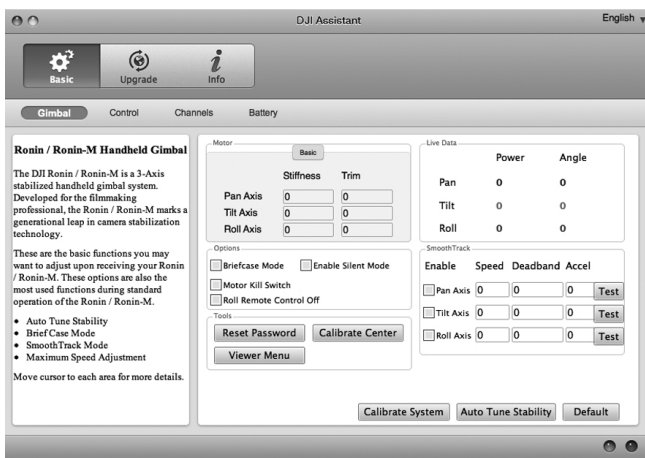 DJI Assistant
English
Basic
Upgrade
Info
Gimbal
Control
Channels
Battery
Ronin / Ronin-M Handheld Gimbal
The DJI Ronin / Ronin-M is a 3-Axis
stabilized handheld gimbal system.
Developed for the filmmaking
professional, the Ronin / Ronin-M marks a
generational leap in camera stabilization
technology.
These are the basic functions you may
want to adjust upon receiving your Ronin
/ Ronin-M. These options are also the
most used functions during standard
operation of the Ronin / Ronin-M.
• Auto Tune Stability
• Brief Case Mode
• SmoothTrack Mode
• Maximum Speed Adjustment
Move cursor to each area for more details.
Motor
Basic
Stiffness Trim
Pan Axis 0 0
Tilt Axis 0 0
Roll Axis 0 0
Options
Briefcase Mode Enable Silent Mode
Motor Kill Switch
Roll Remote Control Off
Tools
Reset Password Calibrate Center
Viewer Menu
Live Data
Power Angle
Pan 0 0
Tilt 0 0
Roll 0 0
SmoothTrack
Enable Speed Deadband Accel
Pan Axis 0 0 0 Test
Tilt Axis 0 0 0 Test
Roll Axis 0 0 0 Test
Calibrate System Auto Tune Stability Default